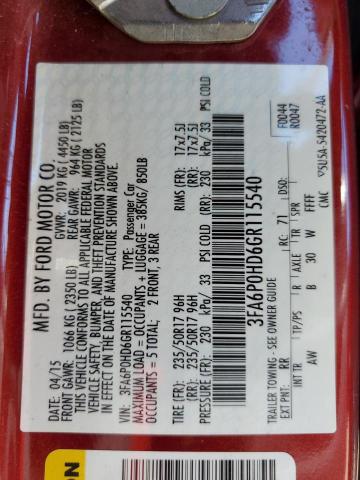 MFD. BY FORD MOTOR CO.
DATE: 04/15 GVWR: 2019 KG ( 4450 LB)
FRONT GAWR: 1066 KG ( 2350 LB) REAR GAWR: 964 KG ( 2125 LB)
THIS VEHICLE CONFORMS TO ALL APPLICABLE FEDERAL MOTOR
VEHICLE SAFETY, BUMPER, AND THEFT PREVENTION STANDARDS
IN EFFECT ON THE DATE OF MANUFACTURE SHOWN ABOVE.
VIN: 3FA6P0HD6GR115540 TYPE: Passenger Car
MAXIMUM LOAD = OCCUPANTS + LUGGAGE = 385KG/ 850LB
OCCUPANTS = 5 TOTAL; 2 FRONT, 3 REAR
TIRE (FR): 235/50R17 96H RIMS (FR): 17x7.5J
(RR): 235/50R17 96H (RR): 17x7.5J
PRESSURE (FR): 230 kPa/ 33 PSI COLD (RR): 230 kPa/ 33 PSI COLD
3FA6P0HD6GR115540
F0044
R0047
TRAILER TOWING - SEE OWNER GUIDE
EXT PNT: RR RC: 71 DSO:
INT TR TP/PS R AXLE TR SPR
AW B 30 W FFFF
CMC 5U5A-5420472-AA
ON